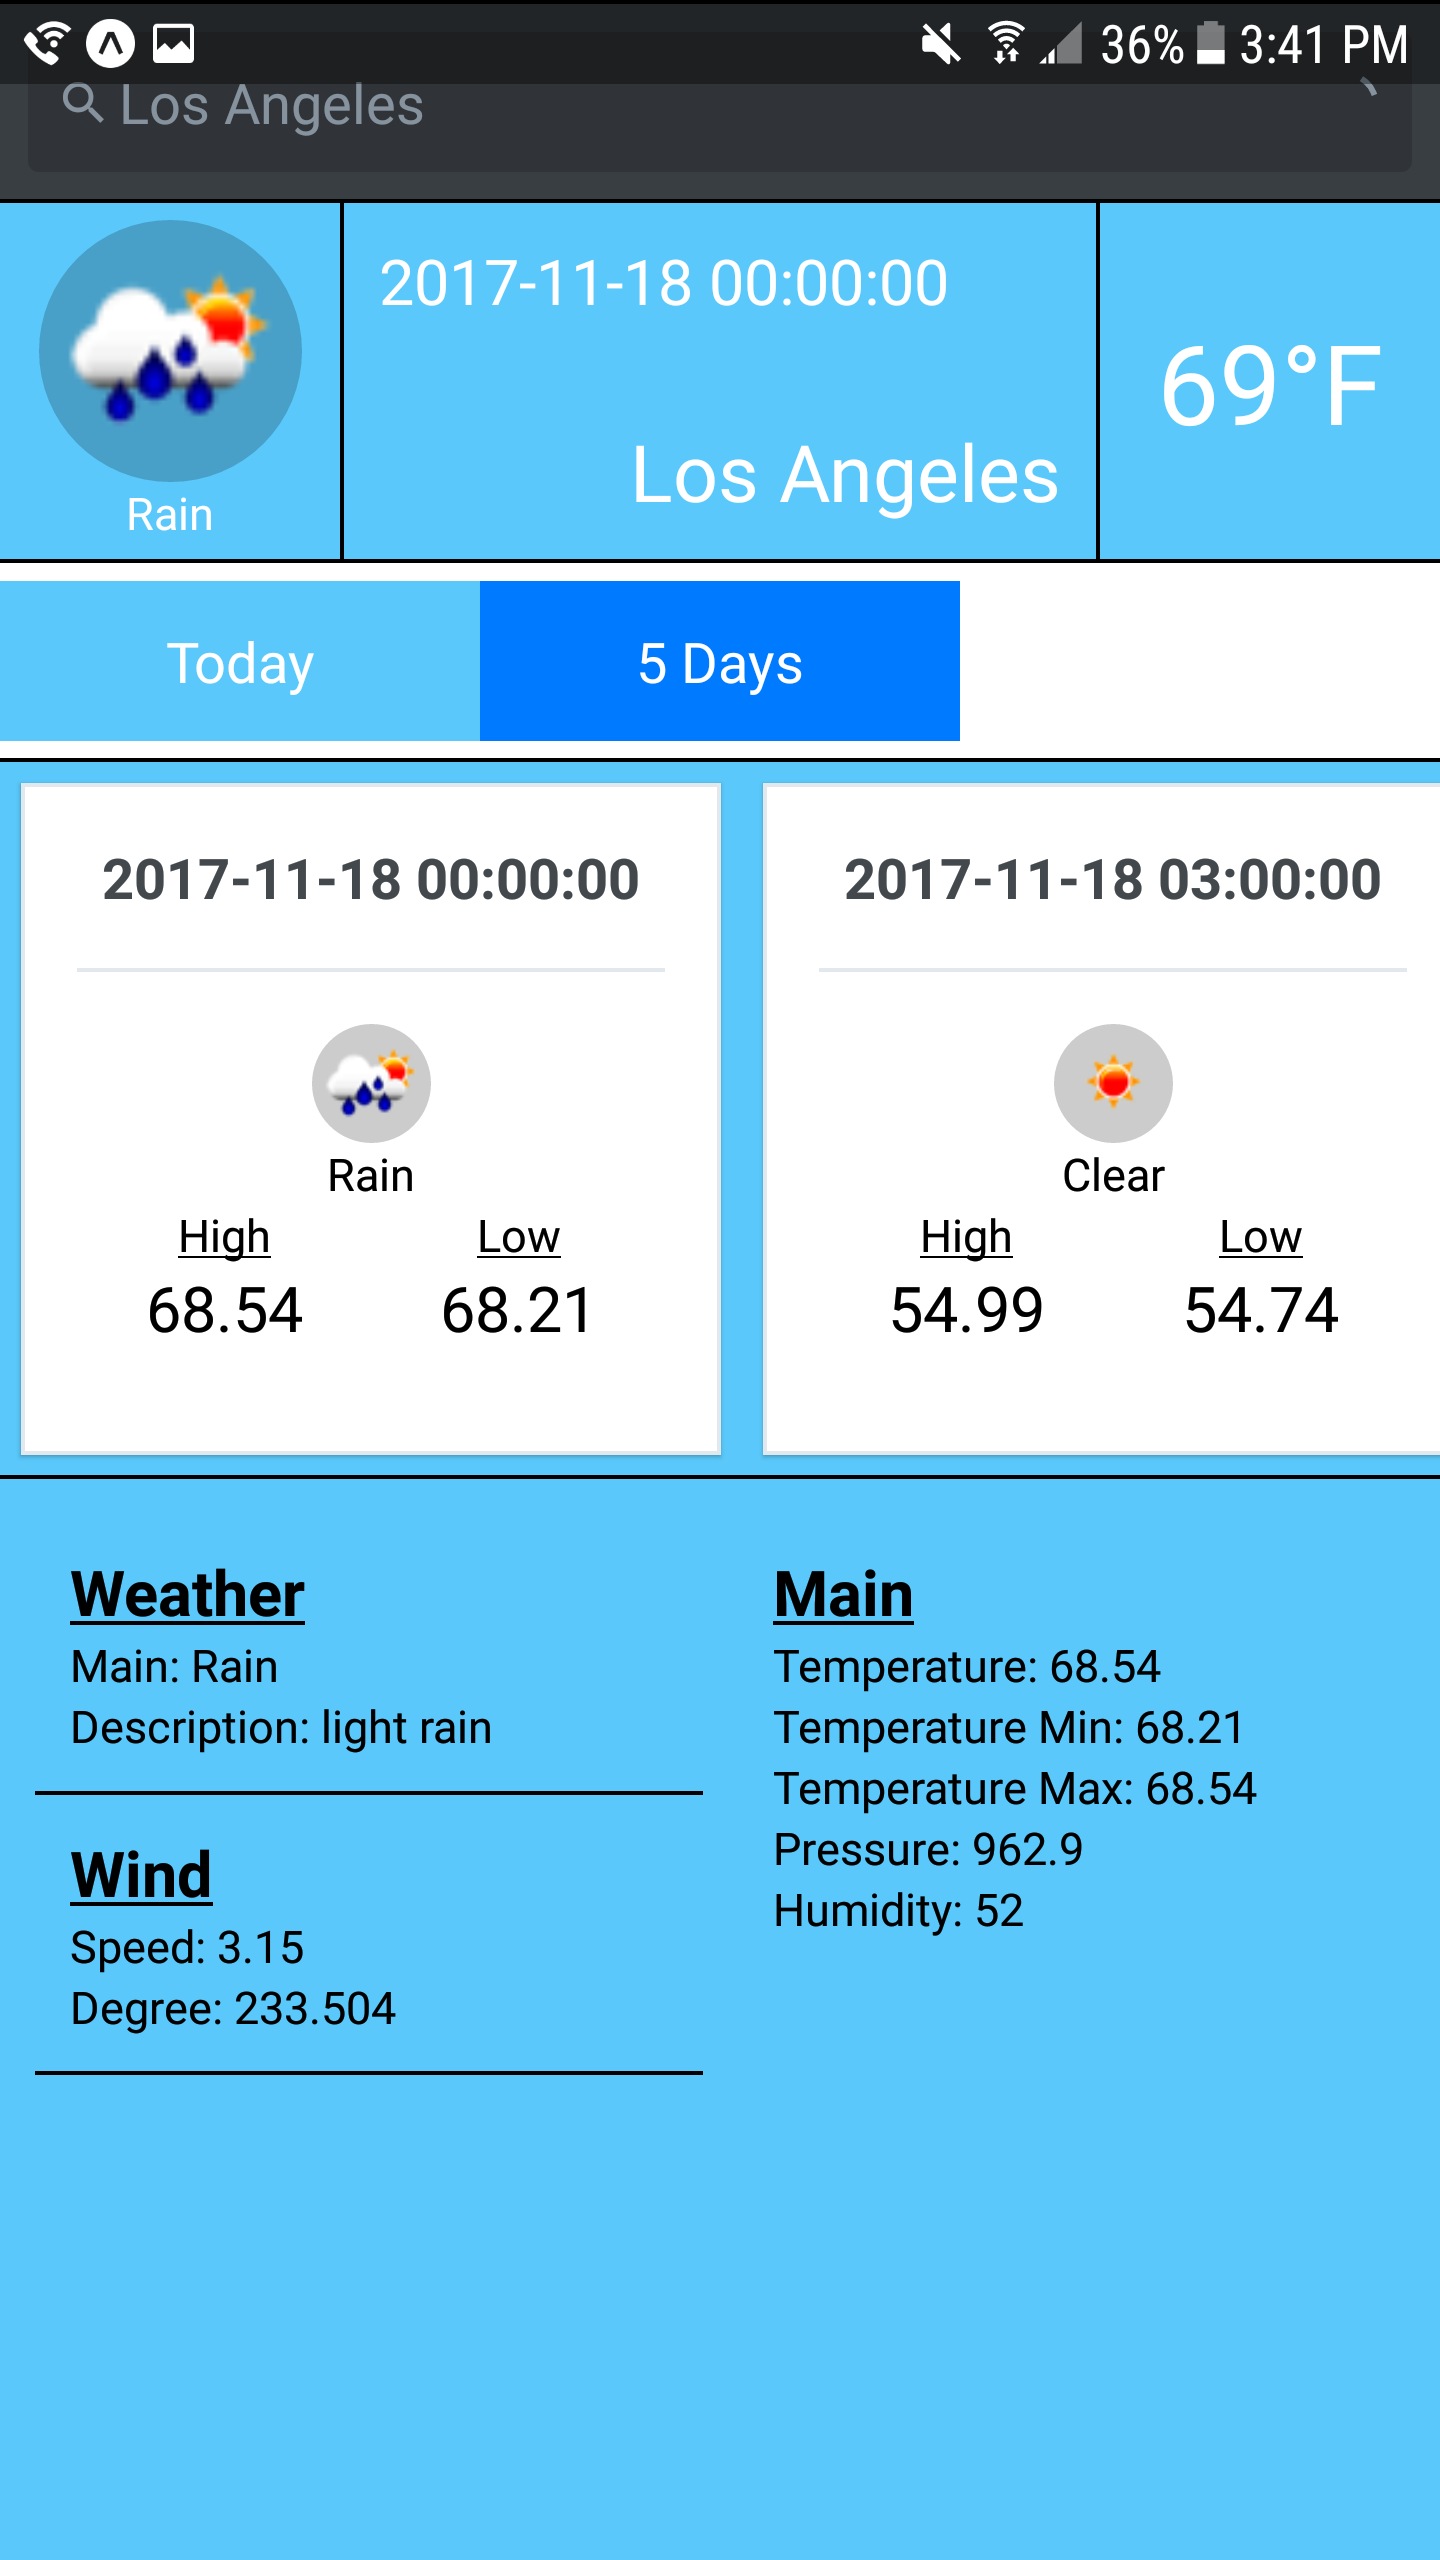 36% 3:41 PM
Los Angeles
2017-11-18 00:00:00
69°F
Los Angeles
Rain
Today
5 Days
2017-11-18 00:00:00
Rain
High Low
68.54 68.21
2017-11-18 03:00:00
Clear
High Low
54.99 54.74
Weather
Main: Rain
Description: light rain
Wind
Speed: 3.15
Degree: 233.504
Main
Temperature: 68.54
Temperature Min: 68.21
Temperature Max: 68.54
Pressure: 962.9
Humidity: 52